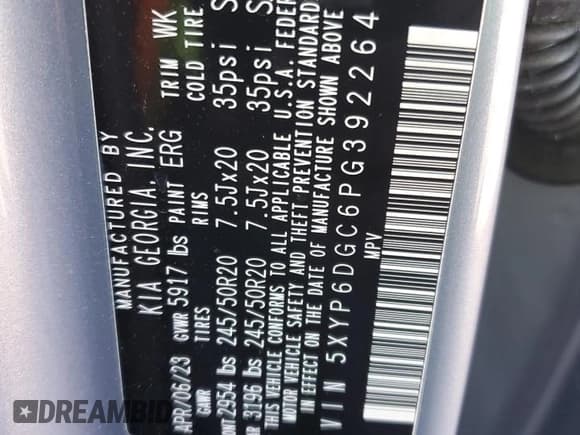 MANUFACTURED BY
KIA GEORGIA, INC.
APR/06/23 GVWR 5917 lbs PAINT ERG TRIM WK
GAWR TIRES RIMS COLD TIRE
2954 lbs 245/50R20 7.5Jx20 35psi
3196 lbs 245/50R20 7.5Jx20 35psi
THIS VEHICLE CONFORMS TO ALL APPLICABLE U.S.A. FEDER
MOTOR VEHICLE SAFETY AND THEFT PREVENTION STANDARD
IN EFFECT ON THE DATE OF MANUFACTURE SHOWN ABOVE
VIN 5XYP6DGC6PG392264
MPV
DREAMBID